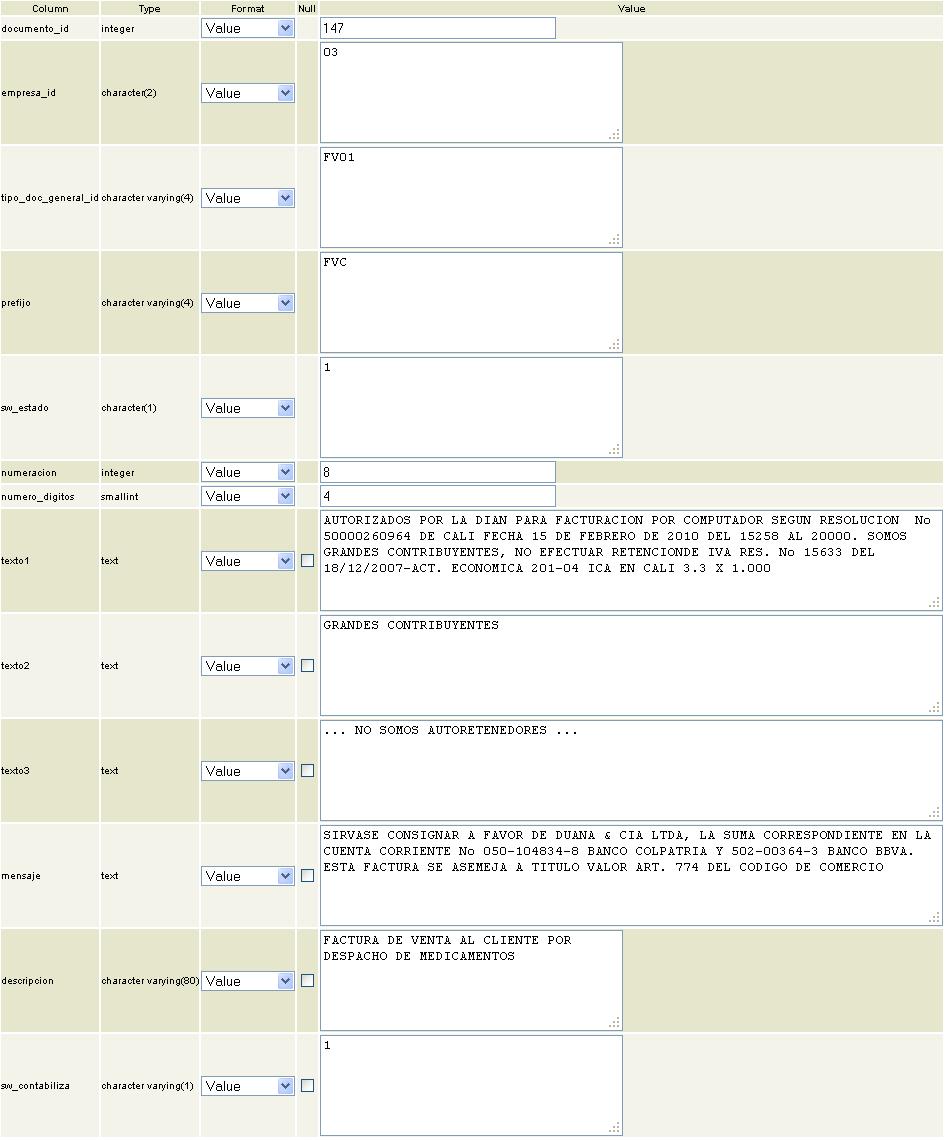 Column Type Format Null Value
documento_id integer Value 147
empresa_id character(2) Value 03
tipo_doc_general_id character varying(4) Value FV01
prefijo character varying(4) Value FVC
sw_estado character(1) Value 1
numeracion integer Value 8
numero_digitos smallint Value 4
texto1 text Value AUTORIZADOS POR LA DIAN PARA FACTURACION POR COMPUTADOR SEGUN RESOLUCION  No
50000260964 DE CALI FECHA 15 DE FEBRERO DE 2010 DEL 15258 AL 20000. SOMOS
GRANDES CONTRIBUYENTES, NO EFECTUAR RETENCIONDE IVA RES. No 15633 DEL
18/12/2007-ACT. ECONOMICA 201-04 ICA EN CALI 3.3 X 1.000
texto2 text Value GRANDES CONTRIBUYENTES
texto3 text Value ... NO SOMOS AUTORETENEDORES ...
mensaje text Value SIRVASE CONSIGNAR A FAVOR DE DUANA & CIA LTDA, LA SUMA CORRESPONDIENTE EN LA
CUENTA CORRIENTE No 050-104834-8 BANCO COLPATRIA Y 502-00364-3 BANCO BBVA.
ESTA FACTURA SE ASEMEJA A TITULO VALOR ART. 774 DEL CODIGO DE COMERCIO
descripcion character varying(80) Value FACTURA DE VENTA AL CLIENTE POR
DESPACHO DE MEDICAMENTOS
sw_contabiliza character varying(1) Value 1